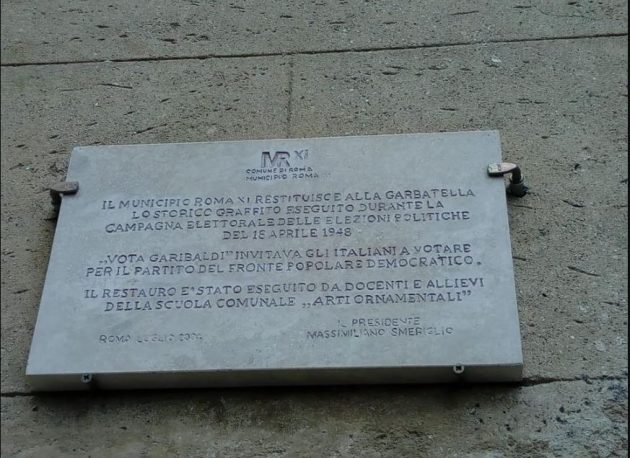 MR XI
COMUNE DI ROMA
MUNICIPIO ROMA
IL MUNICIPIO ROMA XI RESTITUISCE ALLA GARBATELLA
LO STORICO GRAFFITO ESEGUITO DURANTE LA
CAMPAGNA ELETTORALE DELLE ELEZIONI POLITICHE
DEL 18 APRILE 1948
„VOTA GARIBALDI" INVITAVA GLI ITALIANI A VOTARE
PER IL PARTITO DEL FRONTE POPOLARE DEMOCRATICO.
IL RESTAURO E' STATO ESEGUITO DA DOCENTI E ALLIEVI
DELLA SCUOLA COMUNALE „ARTI ORNAMENTALI"
IL PRESIDENTE
ROMA LUGLIO
MASSIMILIANO SMERIGLIO